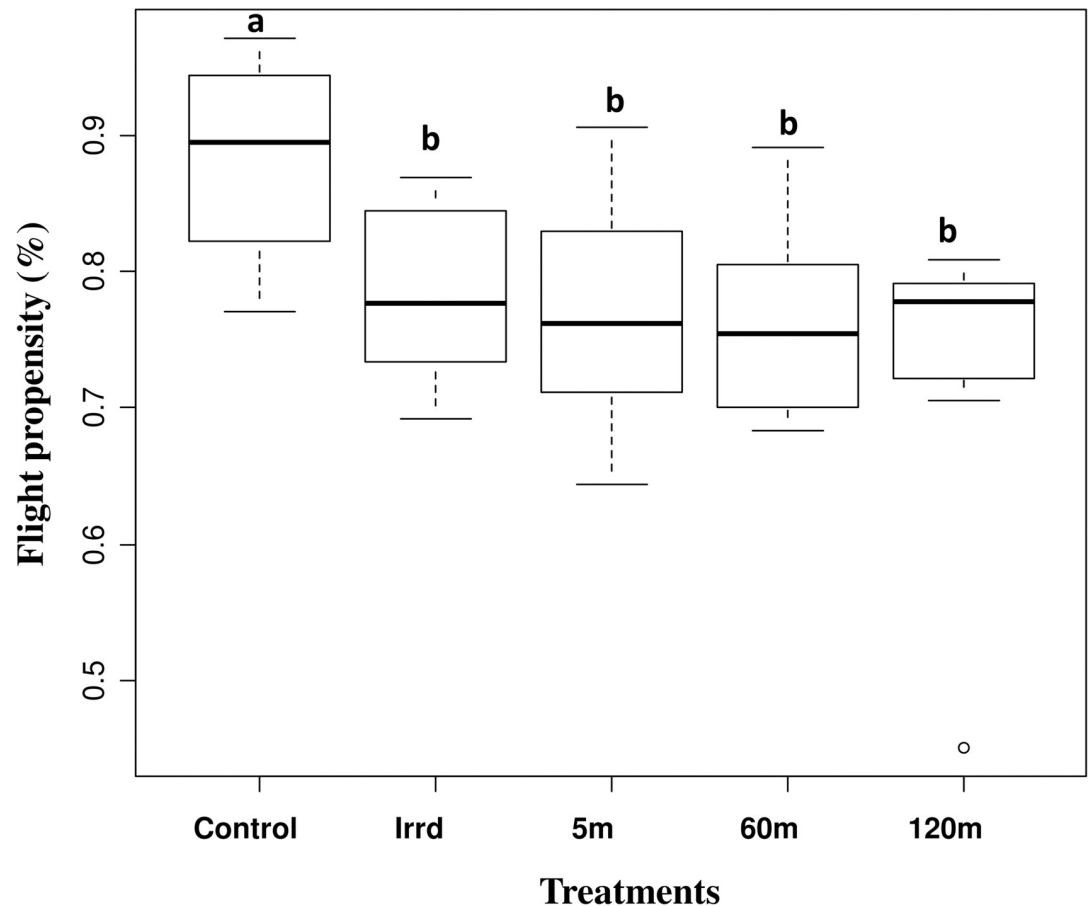 Flight propensity (%)
0.9
0.8
0.7
0.6
0.5
a
b
b
b
b
Control
Irrd
5m
60m
120m
Treatments